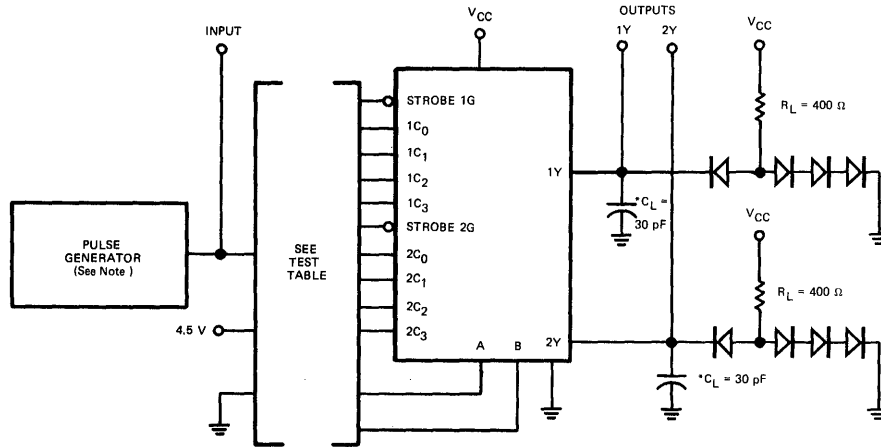 INPUT
VCC
OUTPUTS
1Y 2Y
VCC
RL = 400 Ω
STROBE 1G
1C0
1C1
1C2
1C3
STROBE 2G
2C0
2C1
2C2
2C3
A B
1Y
2Y
*CL =
30 pF
VCC
RL = 400 Ω
*CL = 30 pF
PULSE
GENERATOR
(See Note )
SEE
TEST
TABLE
4.5 V